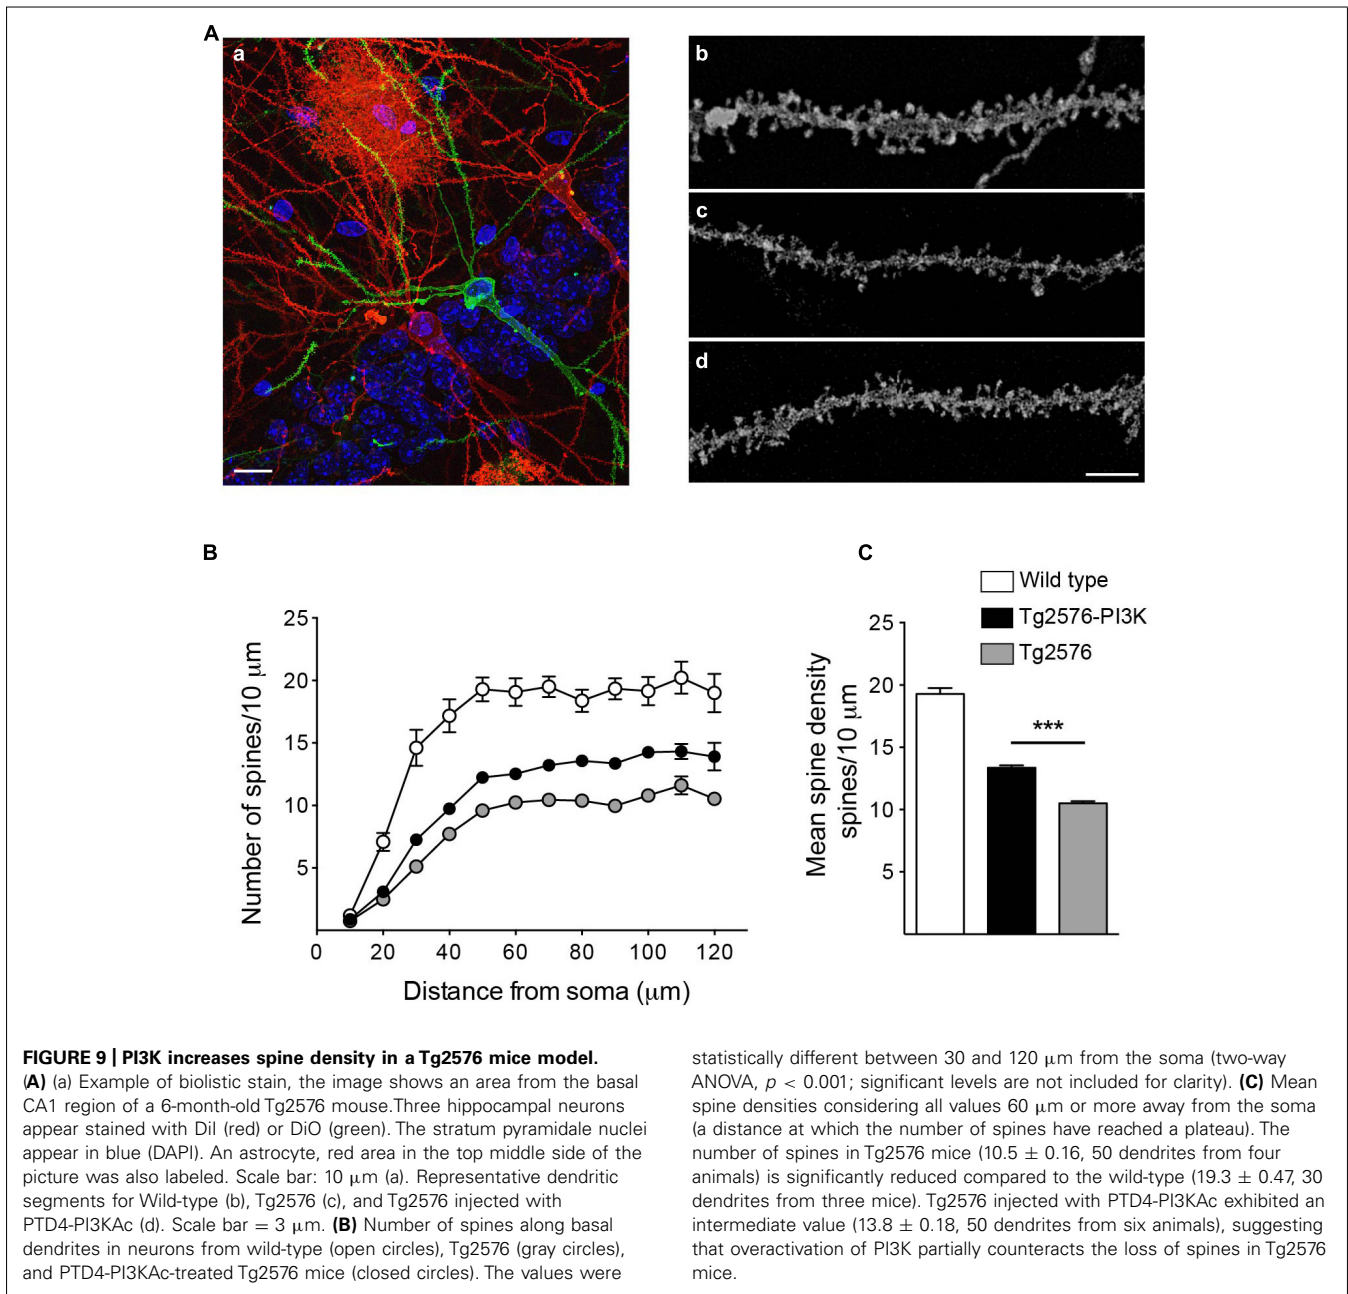 A
a
b
c
d
B
Number of spines/10 μm
25
20
15
10
5
0 20 40 60 80 100 120
Distance from soma (μm)
C
Wild type
Tg2576-PI3K
Tg2576
Mean spine density
spines/10 μm
25
20
15
10
5
***
FIGURE 9 | PI3K increases spine density in a Tg2576 mice model.
(A) (a) Example of biolistic stain, the image shows an area from the basal
CA1 region of a 6-month-old Tg2576 mouse.Three hippocampal neurons
appear stained with DiI (red) or DiO (green). The stratum pyramidale nuclei
appear in blue (DAPI). An astrocyte, red area in the top middle side of the
picture was also labeled. Scale bar: 10 μm (a). Representative dendritic
segments for Wild-type (b), Tg2576 (c), and Tg2576 injected with
PTD4-PI3KAc (d). Scale bar = 3 μm. (B) Number of spines along basal
dendrites in neurons from wild-type (open circles), Tg2576 (gray circles),
and PTD4-PI3KAc-treated Tg2576 mice (closed circles). The values were
statistically different between 30 and 120 μm from the soma (two-way
ANOVA, p < 0.001; significant levels are not included for clarity). (C) Mean
spine densities considering all values 60 μm or more away from the soma
(a distance at which the number of spines have reached a plateau). The
number of spines in Tg2576 mice (10.5 ± 0.16, 50 dendrites from four
animals) is significantly reduced compared to the wild-type (19.3 ± 0.47, 30
dendrites from three mice). Tg2576 injected with PTD4-PI3KAc exhibited an
intermediate value (13.8 ± 0.18, 50 dendrites from six animals), suggesting
that overactivation of PI3K partially counteracts the loss of spines in Tg2576
mice.